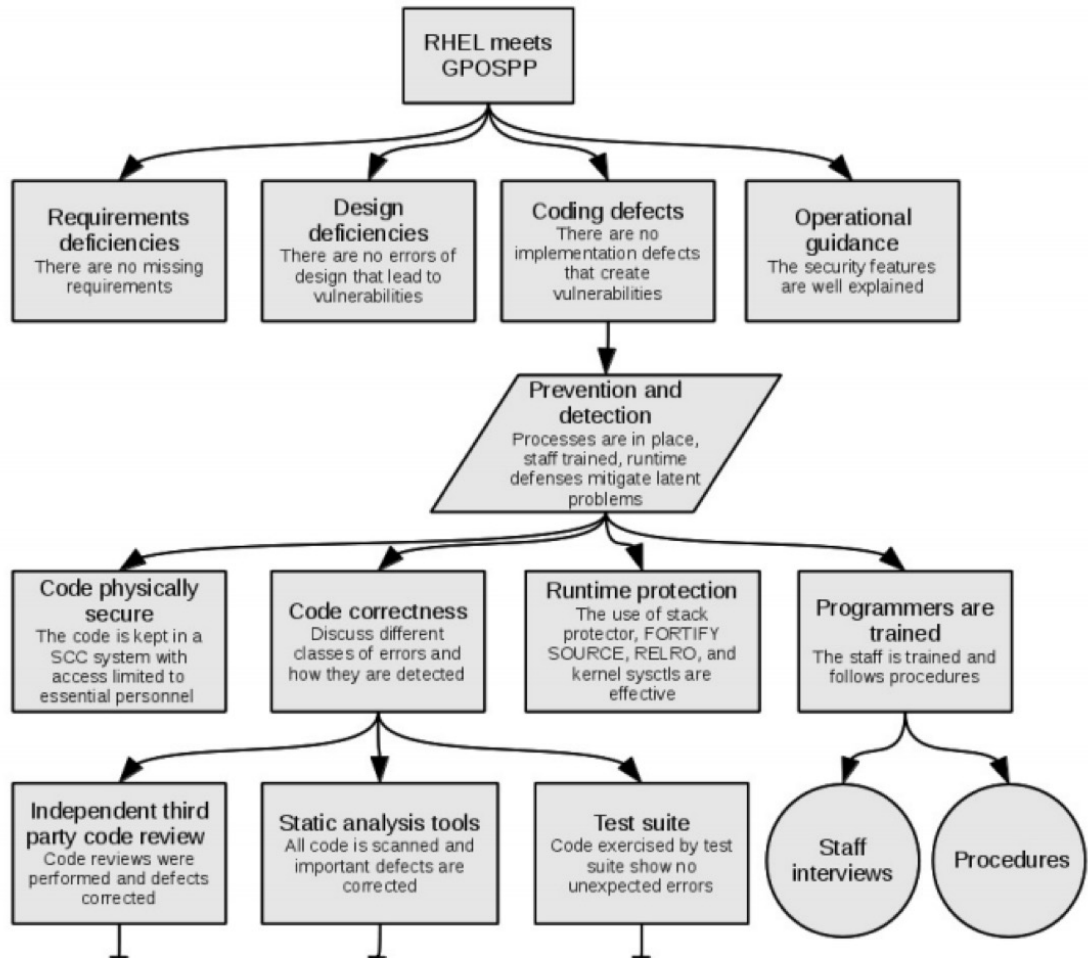 RHEL meets
GPOSPP
Requirements
deficiencies
There are no missing
requirements
Design
deficiencies
There are no errors of
design that lead to
vulnerabilities
Coding defects
There are no
implementation defects
that create
vulnerabilities
Operational
guidance
The security features
are well explained
Prevention and
detection
Processes are in place,
staff trained, runtime
defenses mitigate latent
problems
Code physically
secure
The code is kept in a
SCC system with
access limited to
essential personnel
Code correctness
Discuss different
classes of errors and
how they are detected
Runtime protection
The use of stack
protector, FORTIFY
SOURCE, RELRO, and
kernel sysctls are
effective
Programmers are
trained
The staff is trained and
follows procedures
Independent third
party code review
Code reviews were
performed and defects
corrected
Static analysis tools
All code is scanned and
important defects are
corrected
Test suite
Code exercised by test
suite show no
unexpected errors
Staff
interviews
Procedures